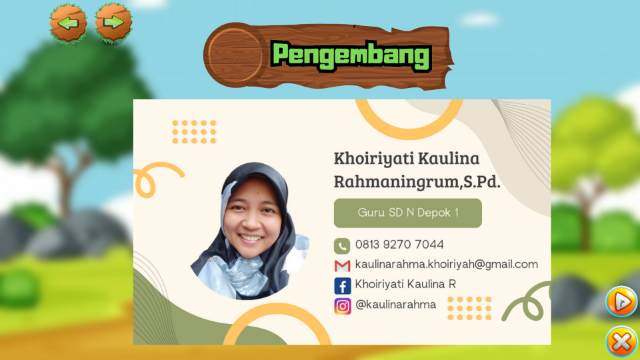 Pengembang
Khoiriyati Kaulina
Rahmaningrum,S.Pd.
Guru SD N Depok 1
0813 9270 7044
kaulinarahma.khoiriyah@gmail.com
Khoiriyati Kaulina R
@kaulinarahma